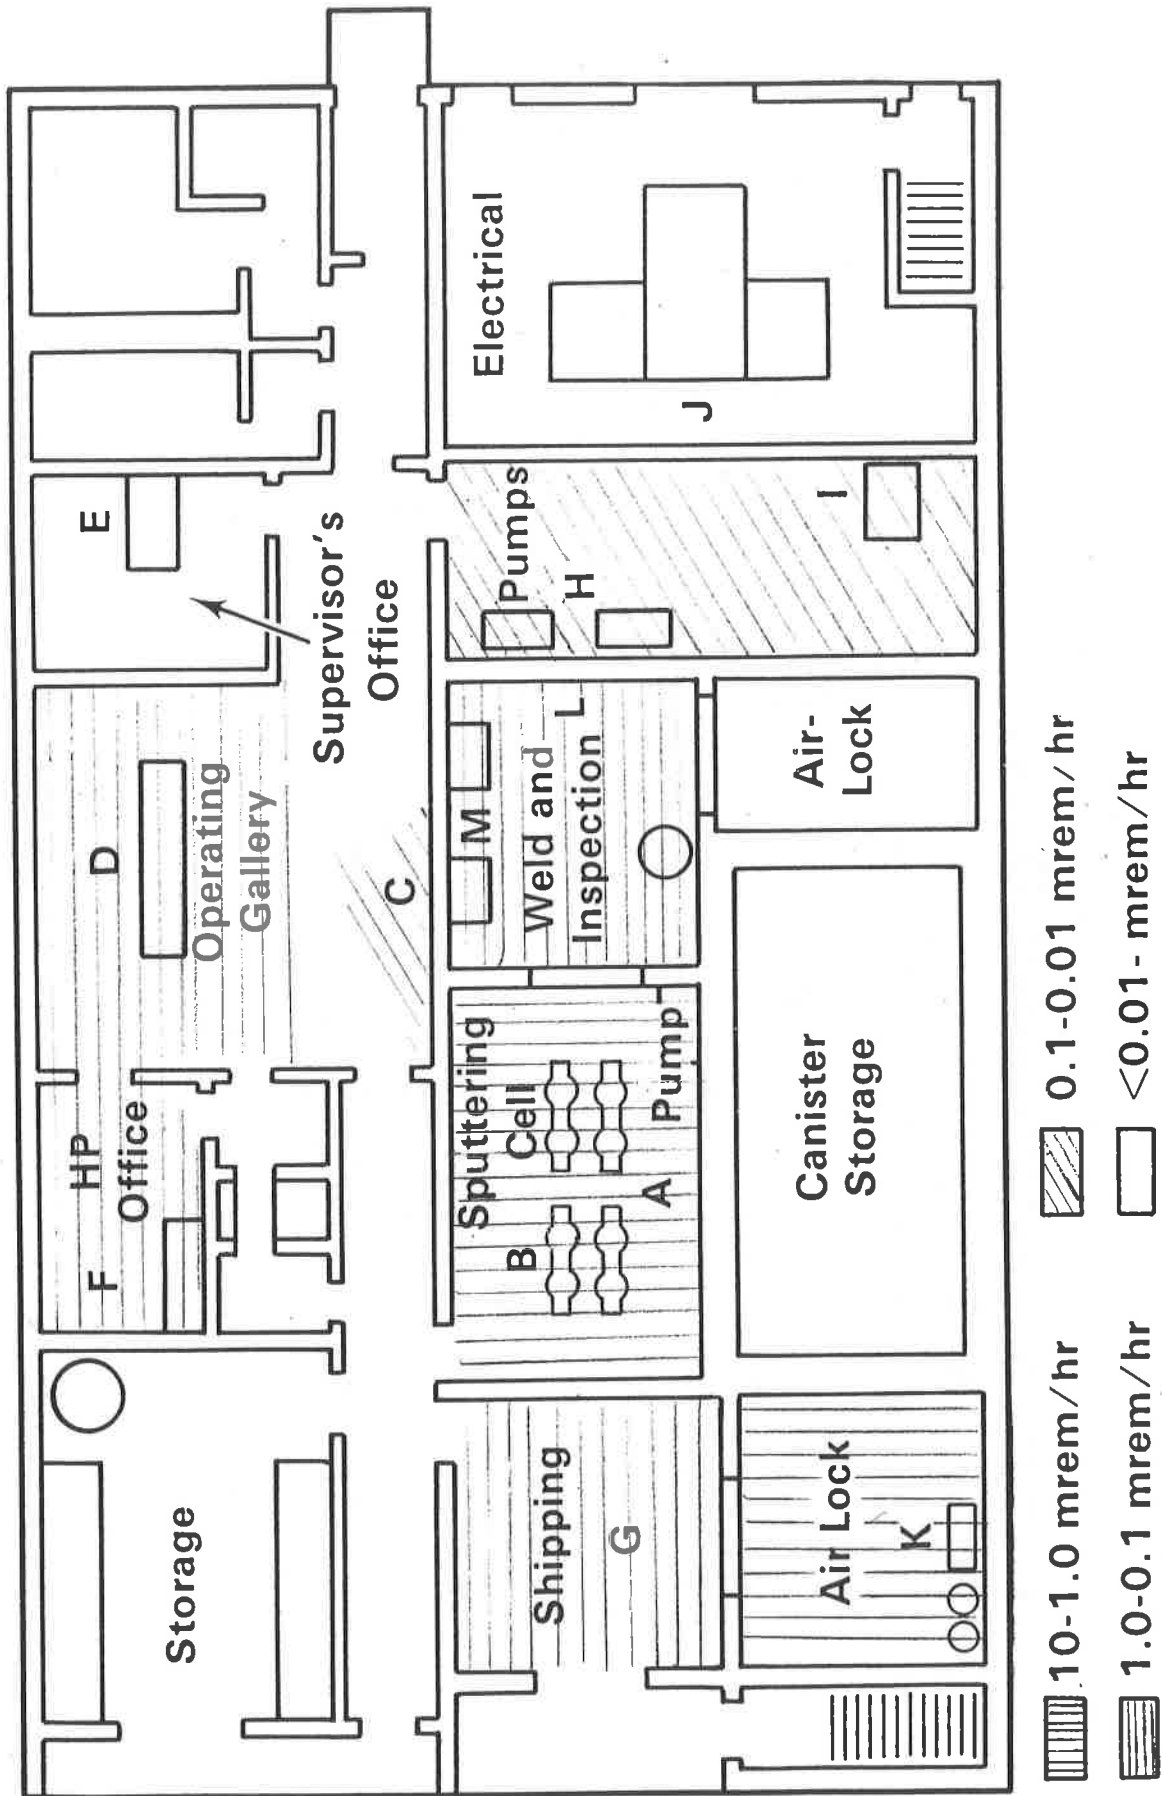 Storage
F
HP
Office
D
Operating
Gallery
E
Supervisor's
Office
C
Shipping
G
Sputtering
Cell
B
A
Pump
M
Weld and
Inspection
L
Pumps
H
I
Electrical
J
Air Lock
K
Canister
Storage
Air-
Lock
10-1.0 mrem/hr
0.1-0.01 mrem/hr
1.0-0.1 mrem/hr
<0.01- mrem/hr